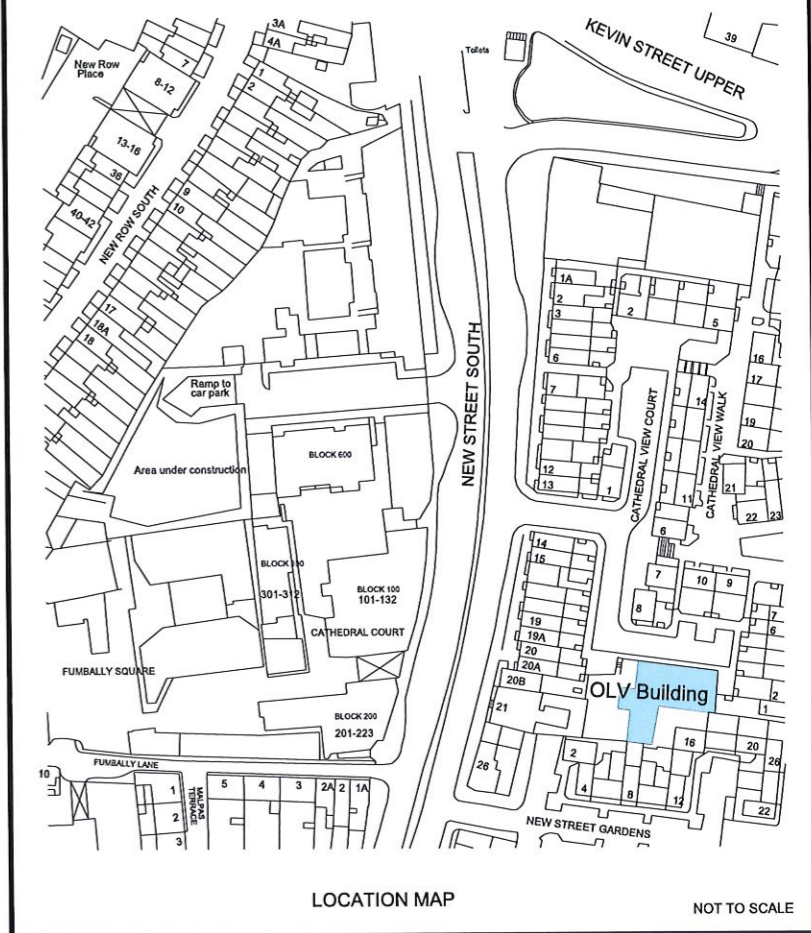 3A
4A
Toilets
KEVIN STREET UPPER
39
New Row
Place
7
8-12
1
2
13-16
36
40-42
NEW ROW SOUTH
9
10
17
18A
18
NEW STREET SOUTH
1A
2
3
6
2
5
7
12
13
1
CATHEDRAL VIEW COURT
14
11
6
CATHEDRAL VIEW WALK
16
17
19
20
21
22
23
Ramp to
car park
Area under construction
BLOCK 600
301-312
BLOCK 100
101-132
CATHEDRAL COURT
FUMBALLY SQUARE
BLOCK 200
201-223
14
15
19
19A
20
20A
20B
21
26
7
8
10
9
7
6
2
1
OLV Building
2
4
8
12
16
20
26
22
NEW STREET GARDENS
FUMBALLY LANE
10
1
2
3
MALPAS
TERRACE
5
4
3
2A
2
1A
LOCATION MAP
NOT TO SCALE